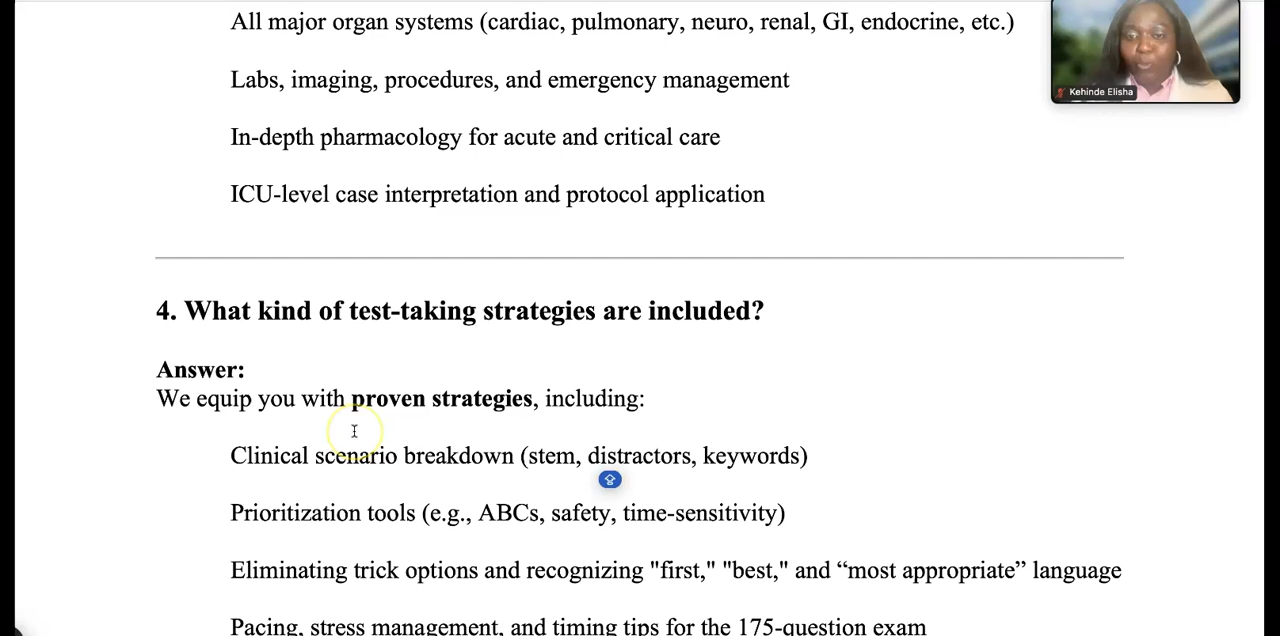 All major organ systems (cardiac, pulmonary, neuro, renal, GI, endocrine, etc.)
Kehinde Elisha
Labs, imaging, procedures, and emergency management
In-depth pharmacology for acute and critical care
ICU-level case interpretation and protocol application
4. What kind of test-taking strategies are included?
Answer:
We equip you with proven strategies, including:
Clinical scenario breakdown (stem, distractors, keywords)
Prioritization tools (e.g., ABCs, safety, time-sensitivity)
Eliminating trick options and recognizing "first," "best," and “most appropriate” language
Pacing, stress management, and timing tips for the 175-question exam